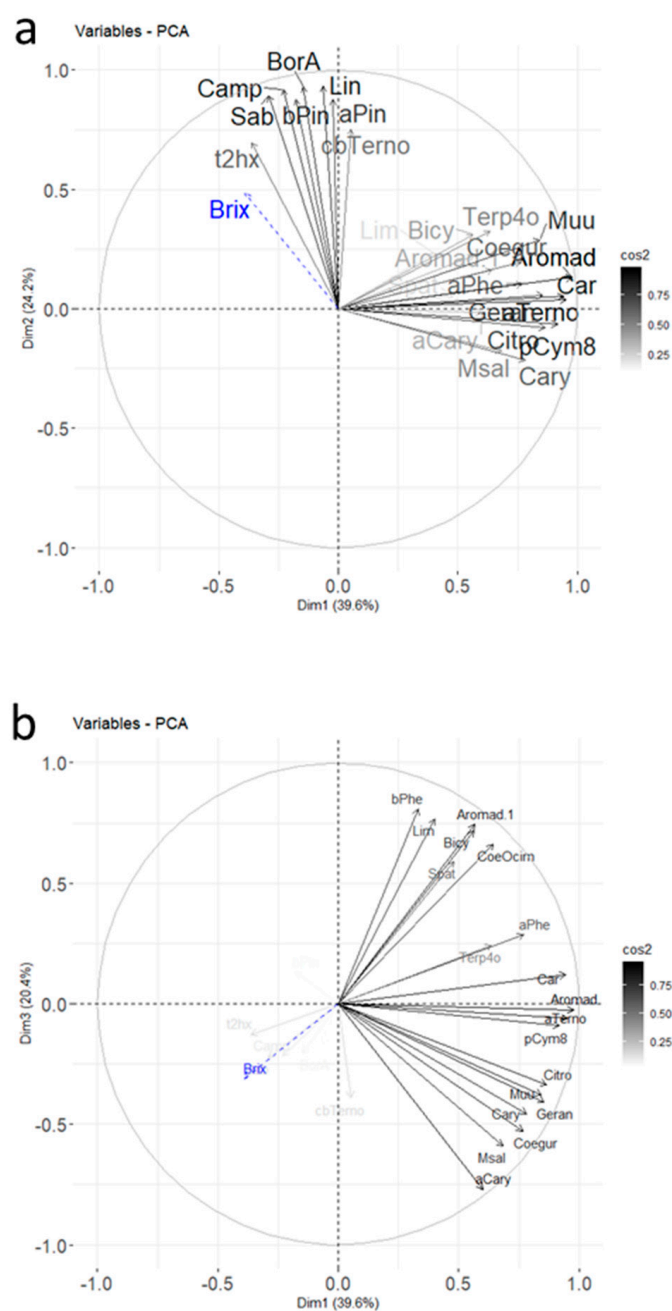 a
Variables - PCA
1.0
BorA
Camp
Lin
Sab
bPin
aPin
cbTerno
t2hx
0.5
Brix
Terp4o
Muu
Lim
Bicy
Coegur
Aromad.1
Aromad
Spat
aPhe
Car
0.0
Geran
aTerno
Citro
pCym8
aCary
Msal
Cary
-0.5
-1.0
-1.0
-0.5
0.0
0.5
1.0
Dim1 (39.6%)
Dim2 (24.2%)
cos2
0.75
0.50
0.25
b
Variables - PCA
1.0
bPhe
Aromad.1
Lim
Bicy
CoeOcim
Spat
0.5
aPhe
Terp4o
Car
0.0
Aromad.
aTerno
pCym8
t2hx
Brix
Citro
Muu
cbTerno
Cary
Geran
-0.5
Coegur
Msal
aCary
-1.0
-1.0
-0.5
0.0
0.5
1.0
Dim1 (39.6%)
Dim3 (20.4%)
cos2
0.75
0.50
0.25